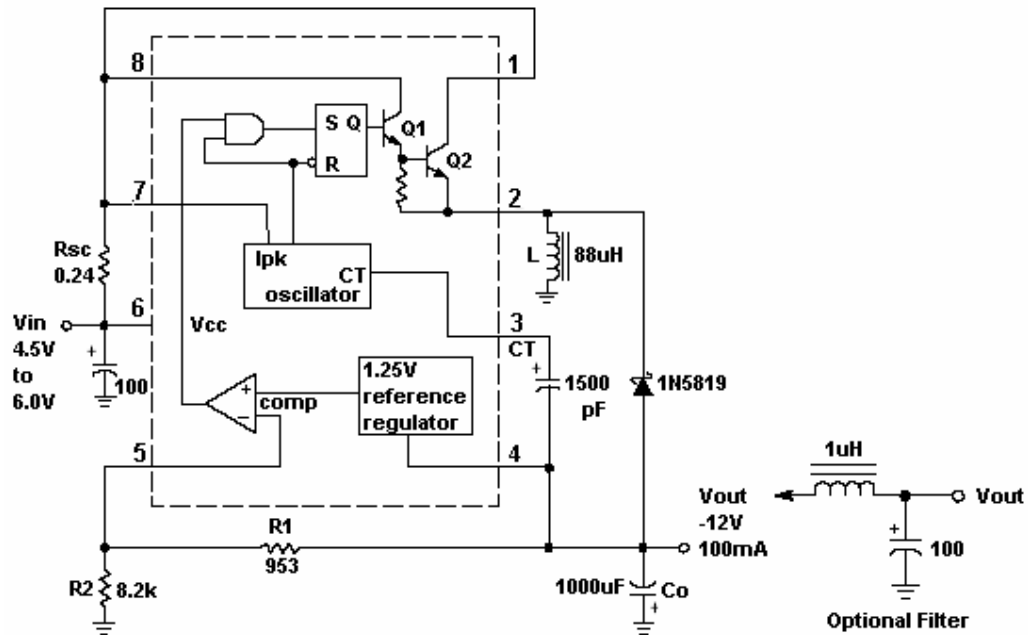 8
1
S Q
R
Q1
Q2
7
2
Rsc
0.24
Ipk
CT
oscillator
L
88uH
Vin
4.5V
to
6.0V
6
Vcc
3
CT
+
100
+
-
comp
1.25V
reference
regulator
+
1500
pF
1N5819
5
4
1uH
R1
953
Vout
-12V
100mA
Vout
+
100
R2
8.2k
1000uF
Co
+
Optional Filter